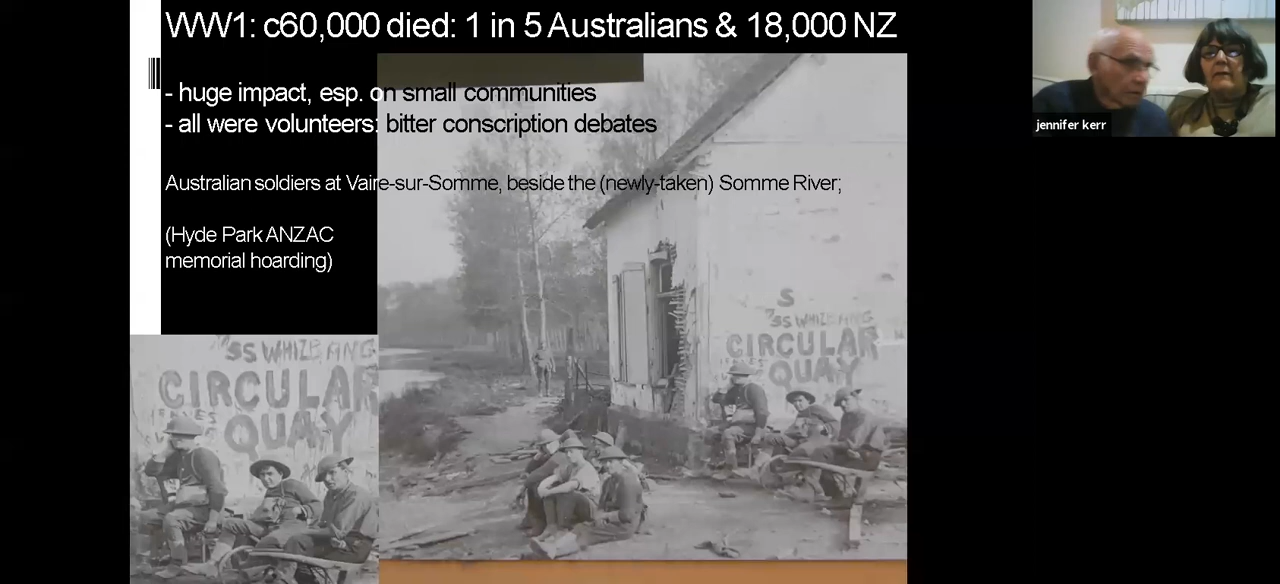 WW1: c60,000 died: 1 in 5 Australians & 18,000 NZ
- huge impact, esp. on small communities
- all were volunteers: bitter conscription debates
Australian soldiers at Vaire-sur-Somme, beside the (newly-taken) Somme River;
(Hyde Park ANZAC
memorial hoarding)
'SS WHIZBANG
CIRCULAR
QUAY
S
'SS WHIZBANG
CIRCULAR
QUAY
jennifer kerr